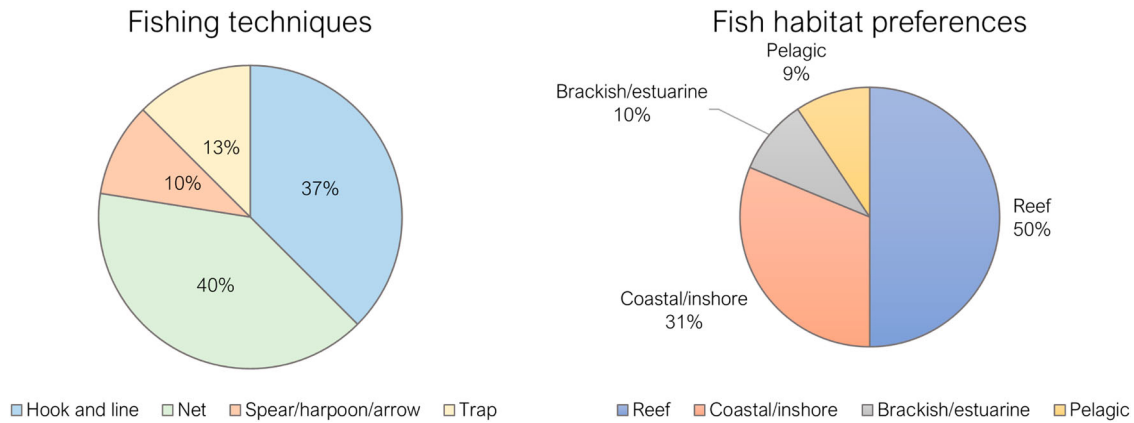 Fishing techniques
13%
10%
37%
40%
Hook and line Net Spear/harpoon/arrow Trap
Fish habitat preferences
Pelagic
9%
Brackish/estuarine
10%
Reef
50%
Coastal/inshore
31%
Reef Coastal/inshore Brackish/estuarine Pelagic